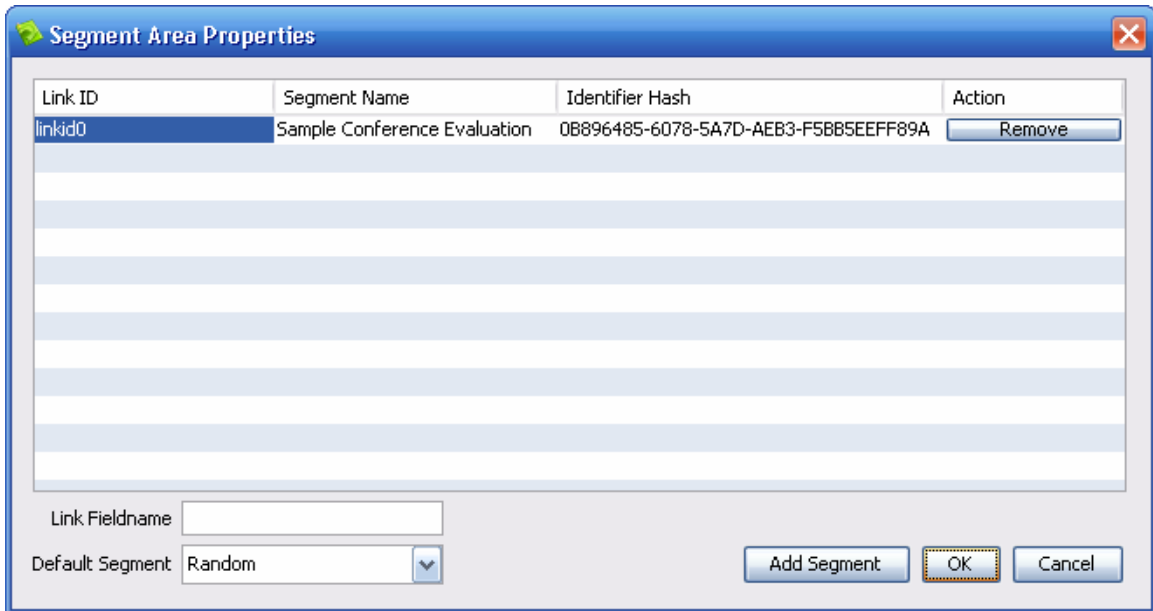 Segment Area Properties
Link ID Segment Name Identifier Hash Action
linkid0 Sample Conference Evaluation 0B896485-6078-5A7D-AEB3-F5BB5EEFF89A Remove
Link Fieldname
Default Segment Random Add Segment OK Cancel